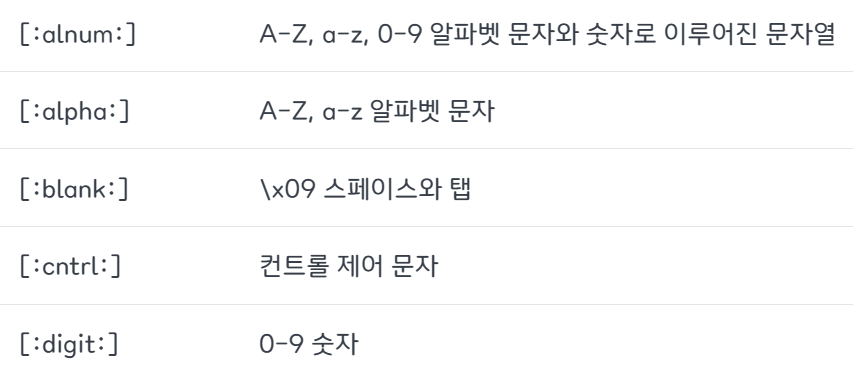 [:alnum:] A-Z, a-z, 0-9 알파벳 문자와 숫자로 이루어진 문자열
[:alpha:] A-Z, a-z 알파벳 문자
[:blank:] \x09 스페이스와 탭
[:cntrl:] 컨트롤 제어 문자
[:digit:] 0-9 숫자